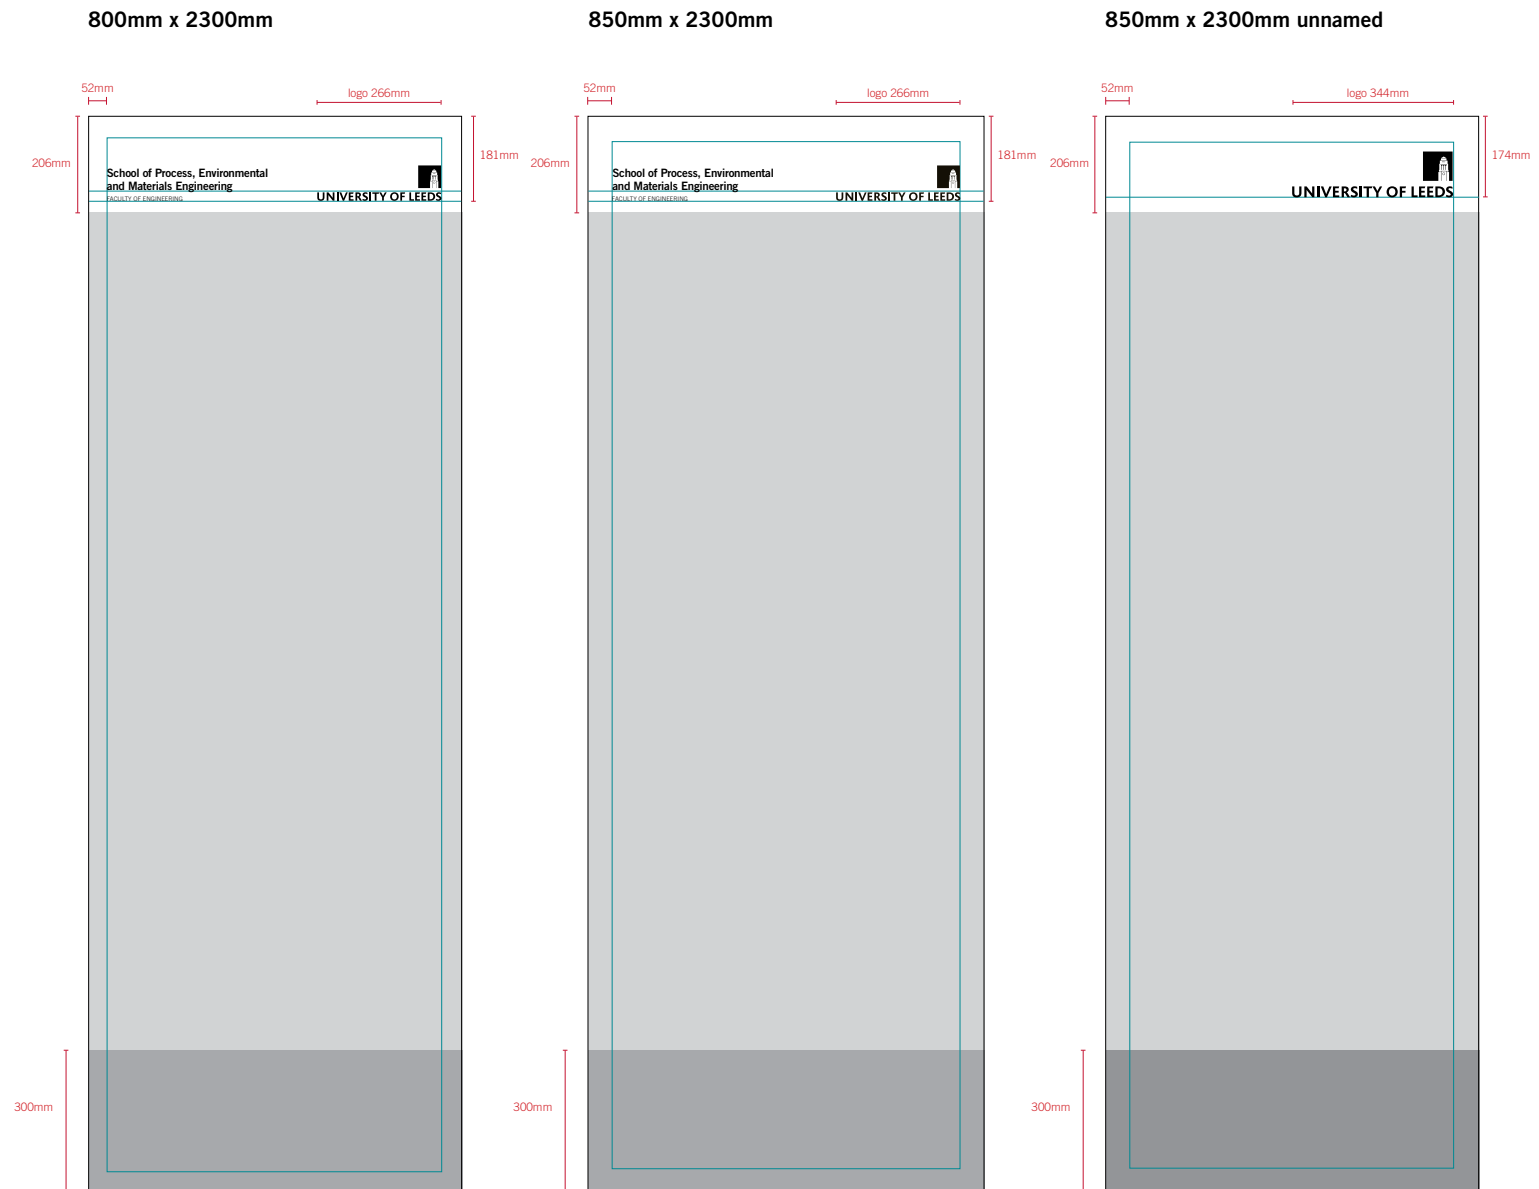 800mm x 2300mm
850mm x 2300mm
850mm x 2300mm unnamed
52mm
logo 266mm
206mm
181mm
School of Process, Environmental
and Materials Engineering
FACULTY OF ENGINEERING
UNIVERSITY OF LEEDS
300mm
52mm
logo 266mm
206mm
181mm
School of Process, Environmental
and Materials Engineering
FACULTY OF ENGINEERING
UNIVERSITY OF LEEDS
300mm
52mm
logo 344mm
206mm
174mm
UNIVERSITY OF LEEDS
300mm